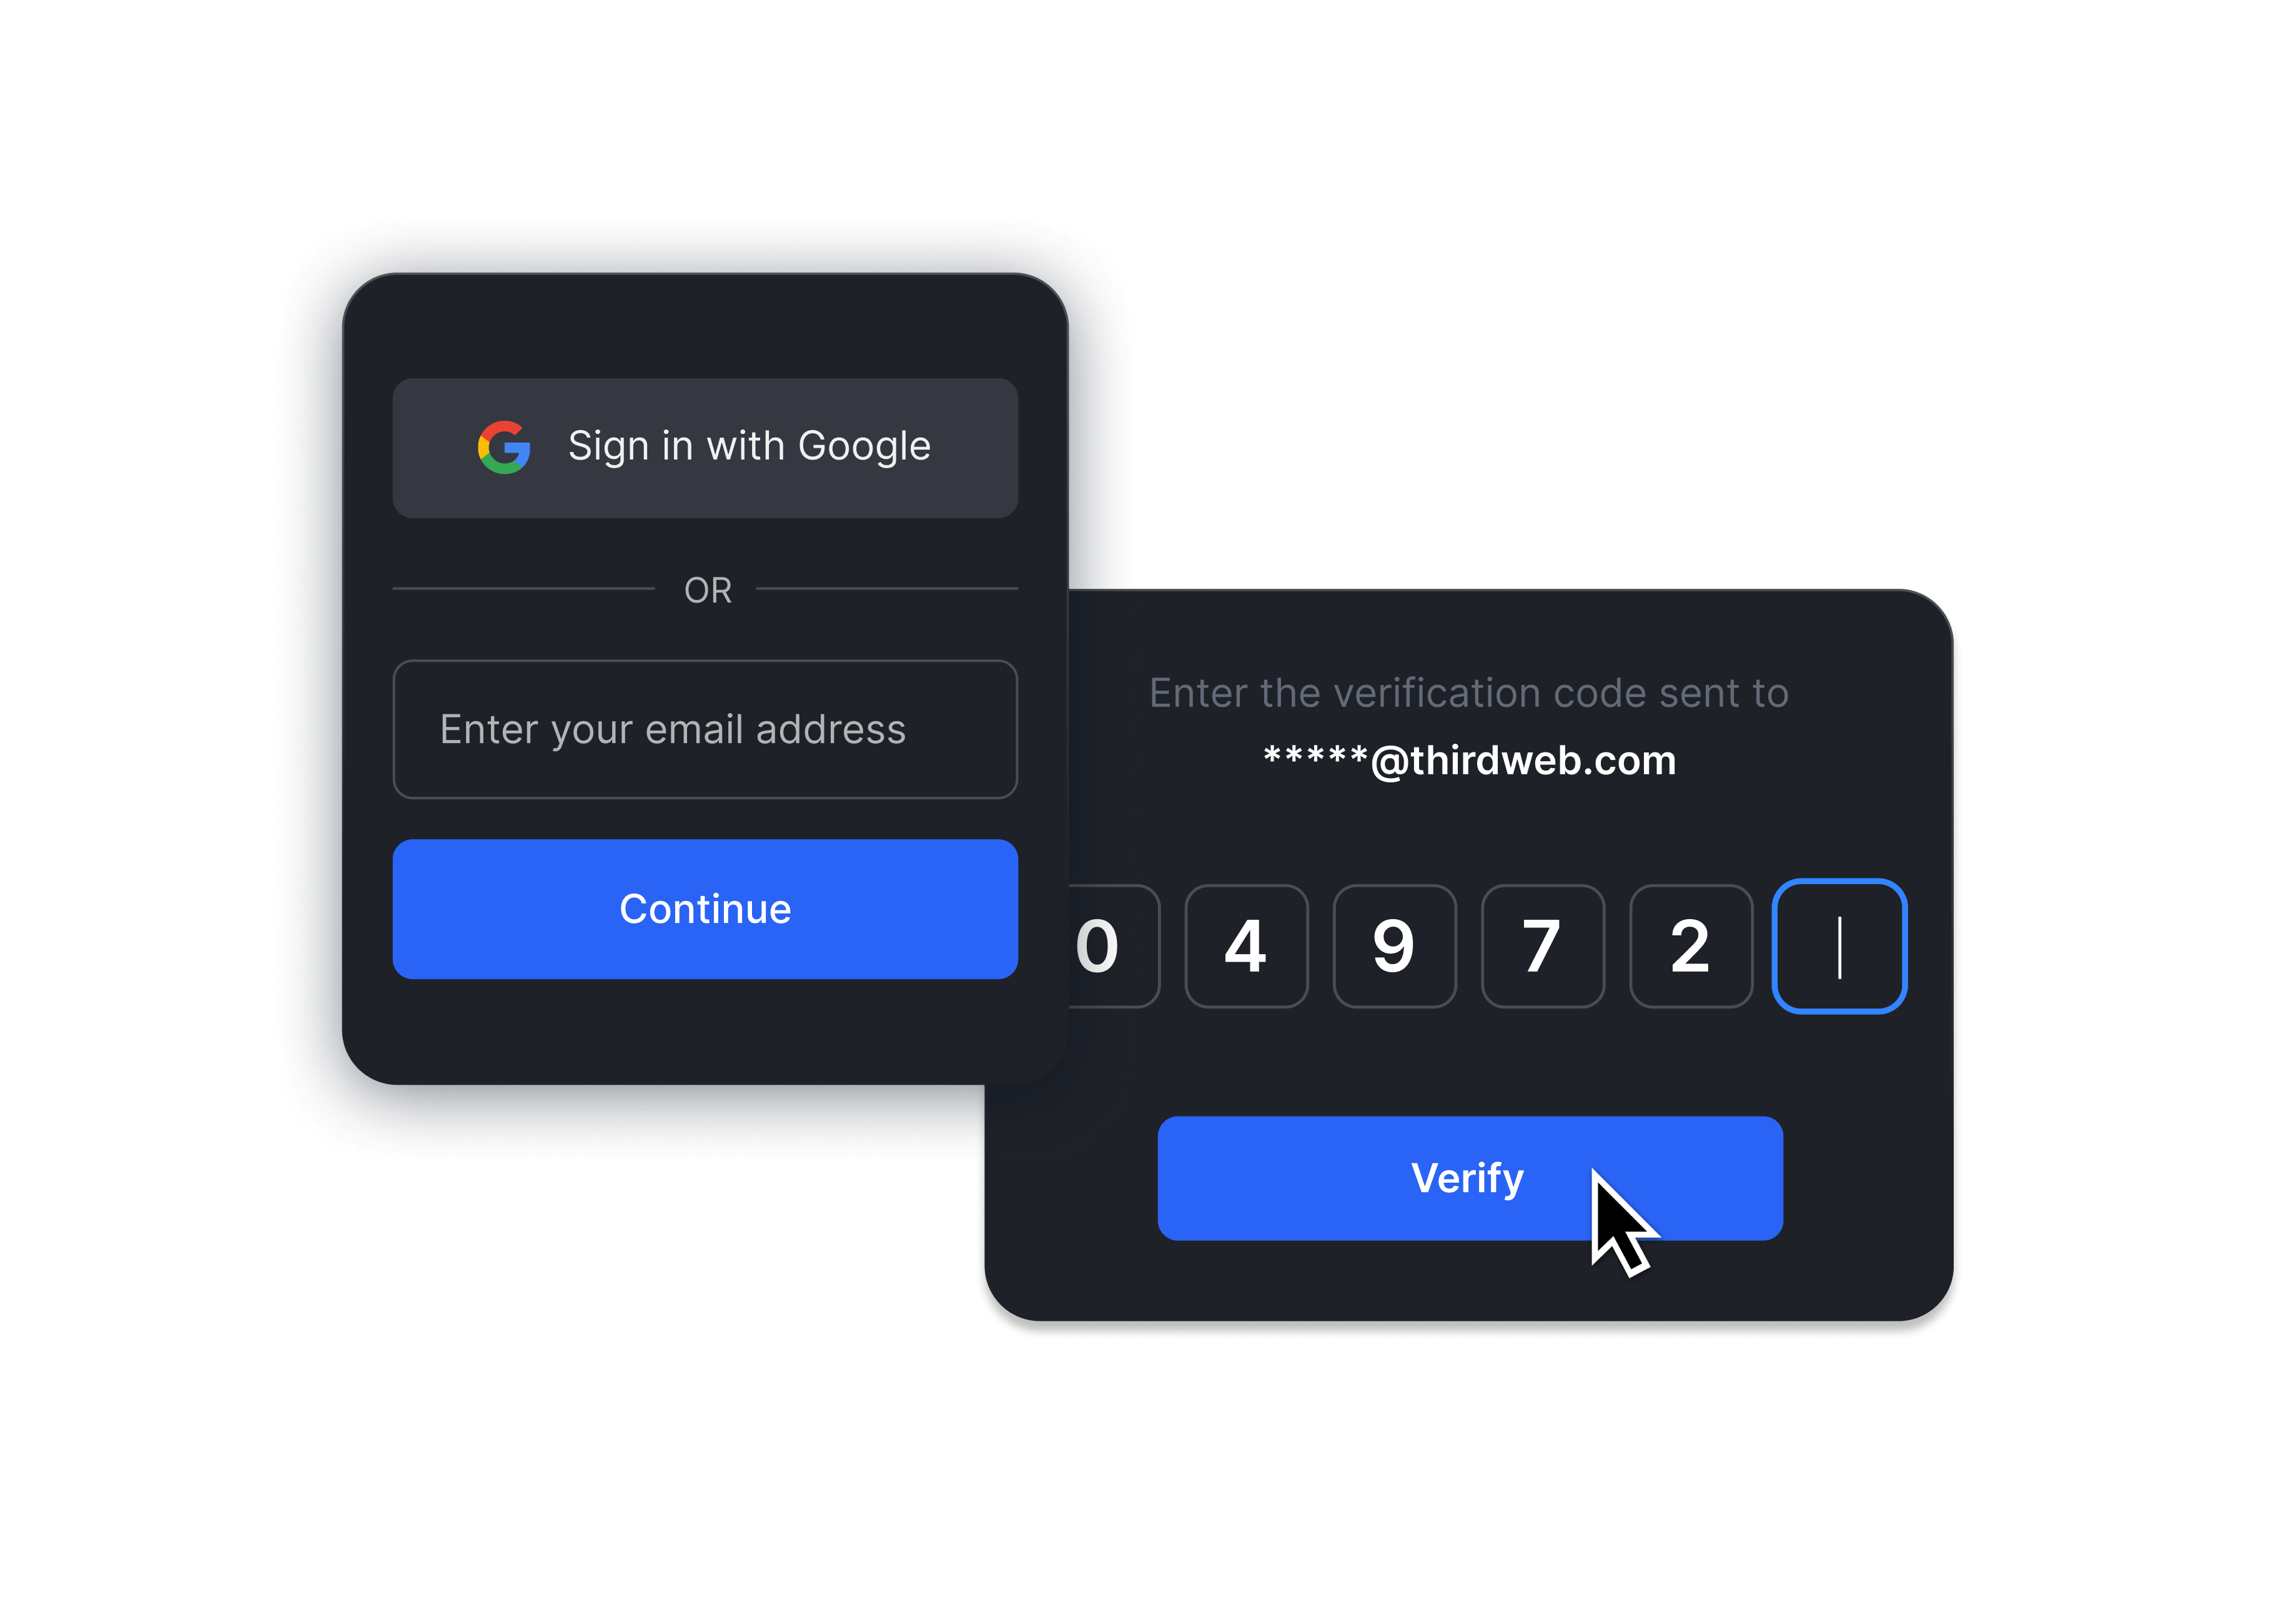 Sign in with Google
OR
Enter your email address
Continue
Enter the verification code sent to
*****@thirdweb.com
0 4 9 7 2
Verify